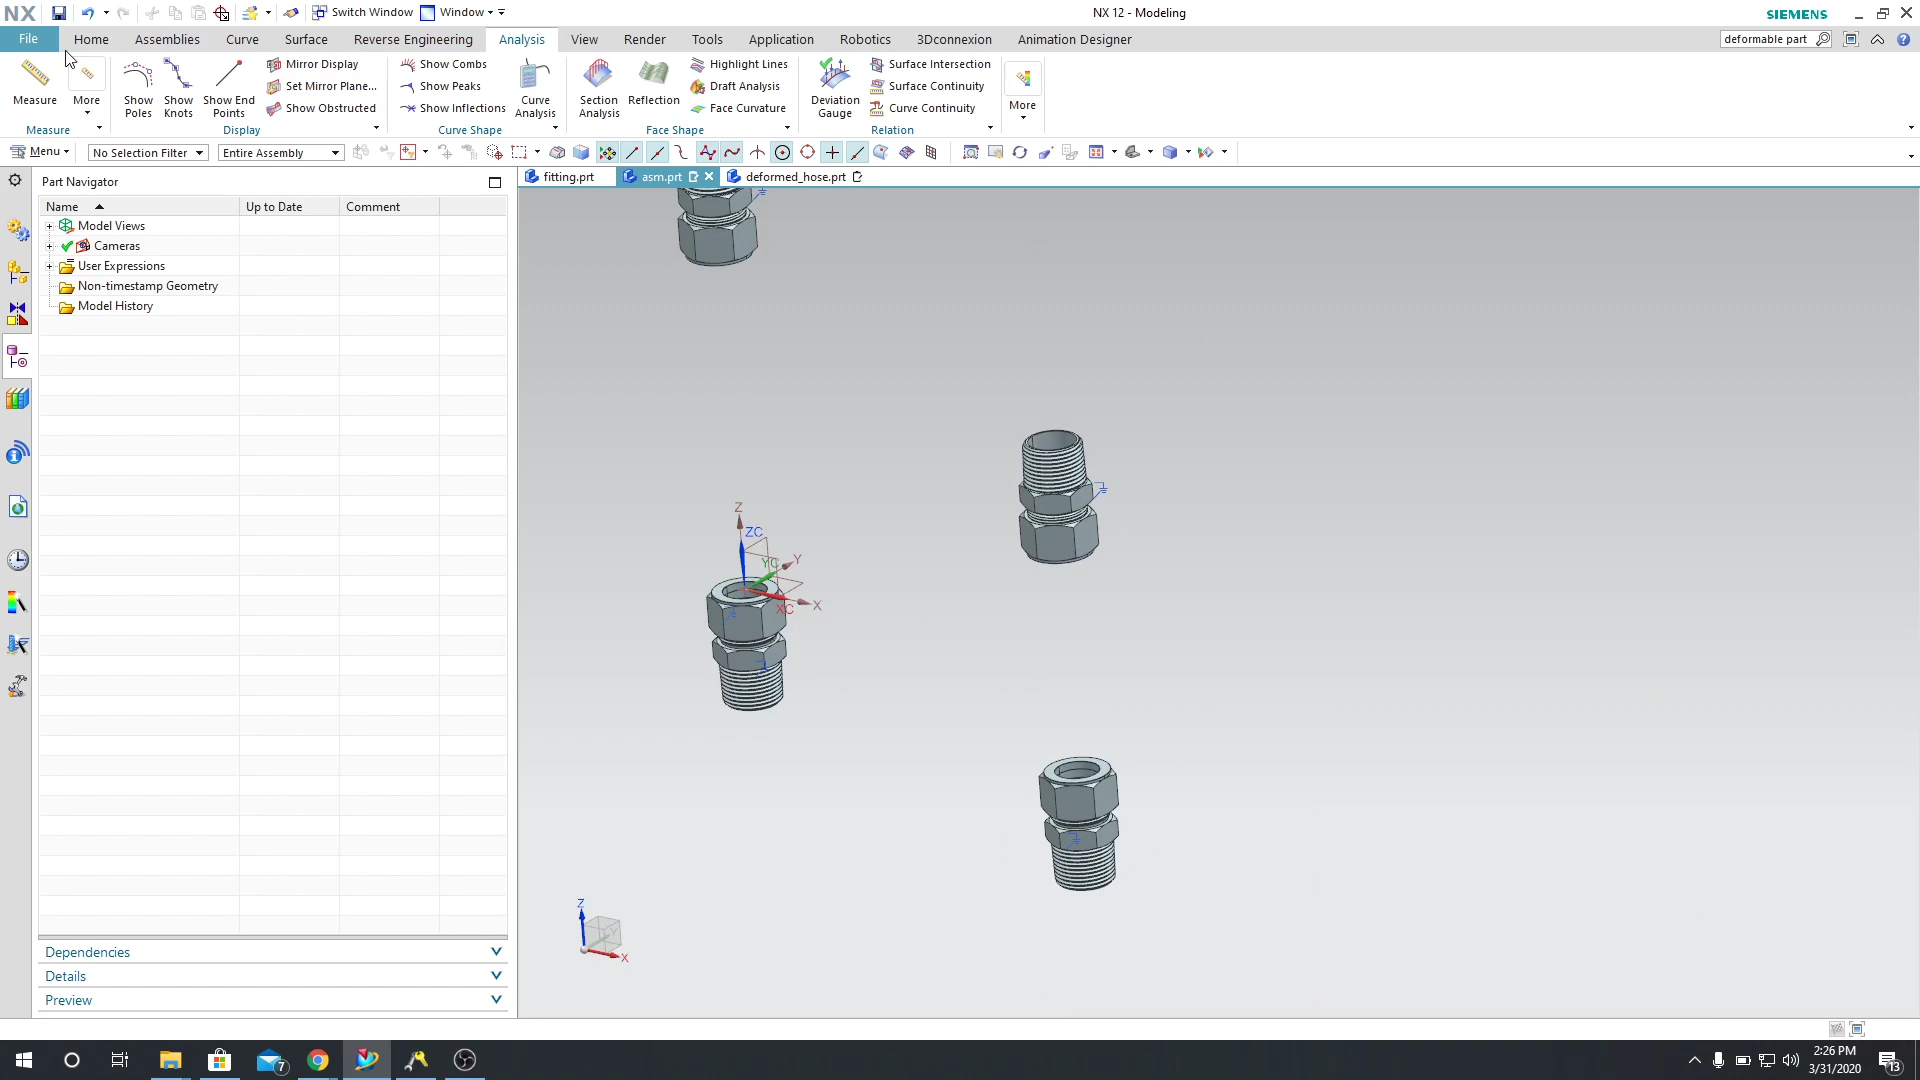 NX
Switch Window
Window
NX 12 - Modeling
SIEMENS
File
Home
Assemblies
Curve
Surface
Reverse Engineering
Analysis
View
Render
Tools
Application
Robotics
3Dconnexion
Animation Designer
deformable part
Measure
More
Show Poles
Show Knots
Show End Points
Mirror Display
Set Mirror Plane...
Show Obstructed
Show Combs
Show Peaks
Show Inflections
Curve Analysis
Section Analysis
Reflection
Highlight Lines
Draft Analysis
Face Curvature
Deviation Gauge
Surface Intersection
Surface Continuity
Curve Continuity
More
Measure
Display
Curve Shape
Face Shape
Relation
Menu
No Selection Filter
Entire Assembly
Part Navigator
fitting.prt
asm.prt
deformed_hose.prt
Name
Up to Date
Comment
Model Views
Cameras
User Expressions
Non-timestamp Geometry
Model History
Z
ZC
YC
Y
XC
X
Z
Y
X
Dependencies
Details
Preview
7
2:26 PM
3/31/2020
13